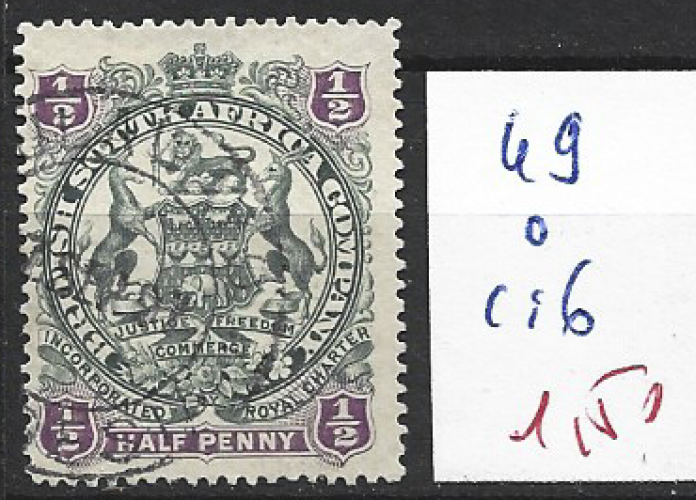 1/2 1/2
BRITISH SOUTH AFRICA COMPANY
JUSTICE FREEDOM
COMMERCE
INCORPORATED BY ROYAL CHARTER
1/2 HALF PENNY 1/2
49
0
c: 6
1,50